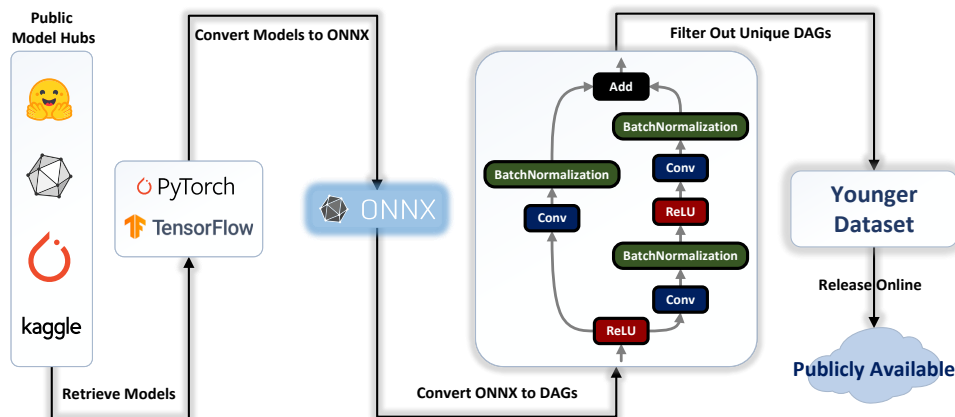 Public
Model Hubs
kaggle
Retrieve Models
PyTorch
TensorFlow
Convert Models to ONNX
ONNX
Convert ONNX to DAGs
Add
BatchNormalization
Conv
BatchNormalization
Conv
ReLU
BatchNormalization
Conv
ReLU
Filter Out Unique DAGs
Younger
Dataset
Release Online
Publicly Available